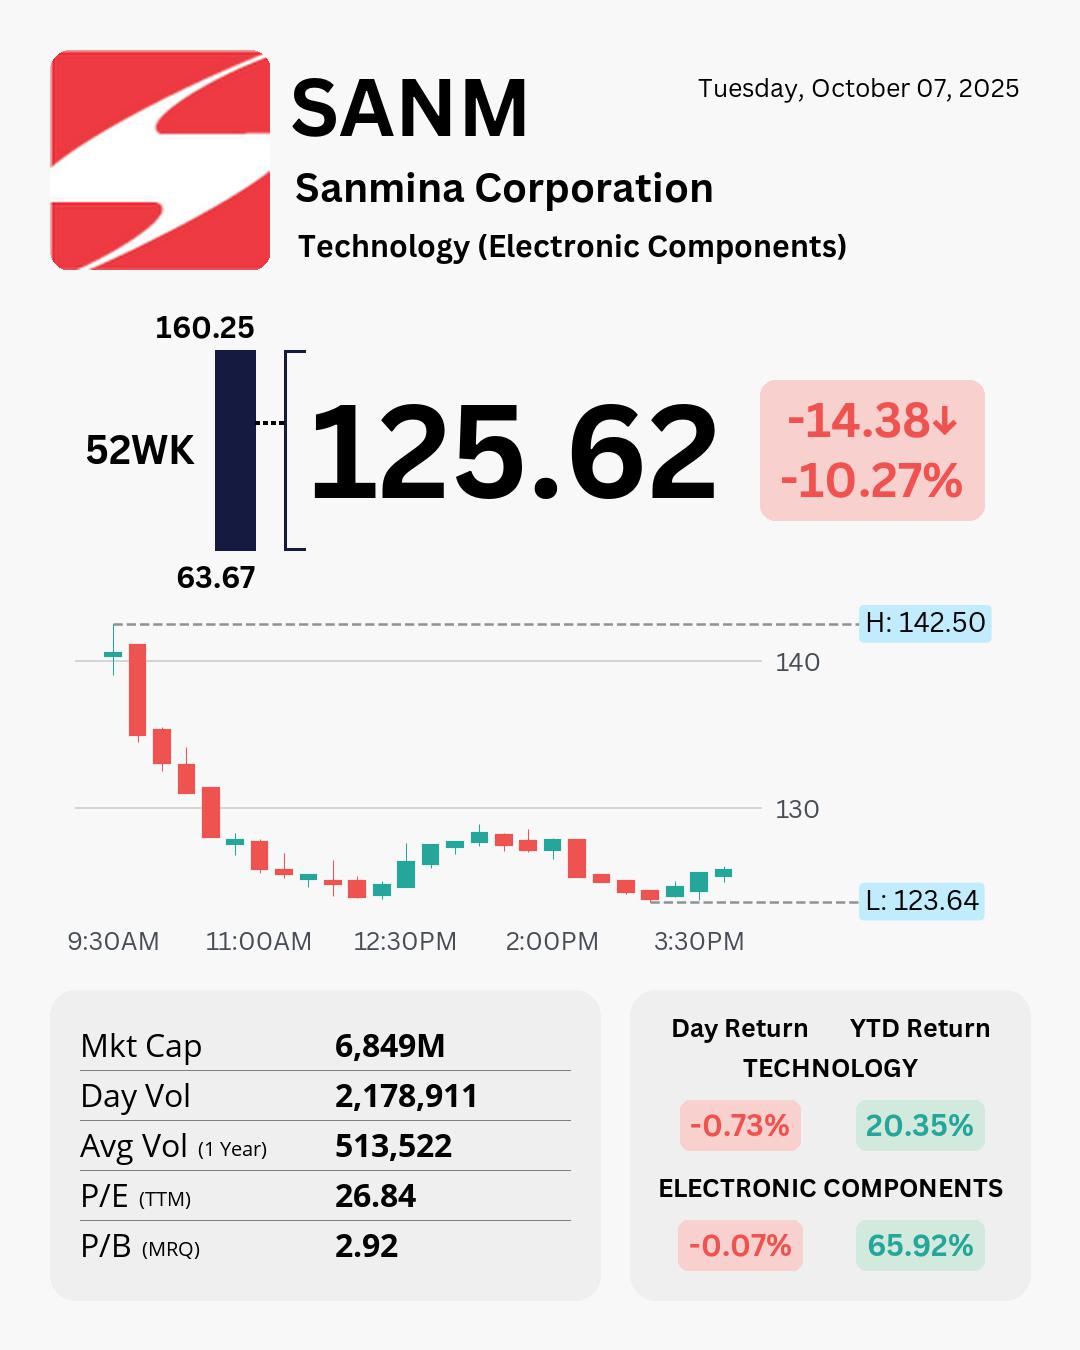 SANM
Tuesday, October 07, 2025
Sanmina Corporation
Technology (Electronic Components)
160.25
52WK
125.62
-14.38↓
-10.27%
63.67
H: 142.50
140
130
L: 123.64
9:30AM 11:00AM 12:30PM 2:00PM 3:30PM
Mkt Cap 6,849M
Day Vol 2,178,911
Avg Vol (1 Year) 513,522
P/E (TTM) 26.84
P/B (MRQ) 2.92
Day Return YTD Return
TECHNOLOGY
-0.73% 20.35%
ELECTRONIC COMPONENTS
-0.07% 65.92%